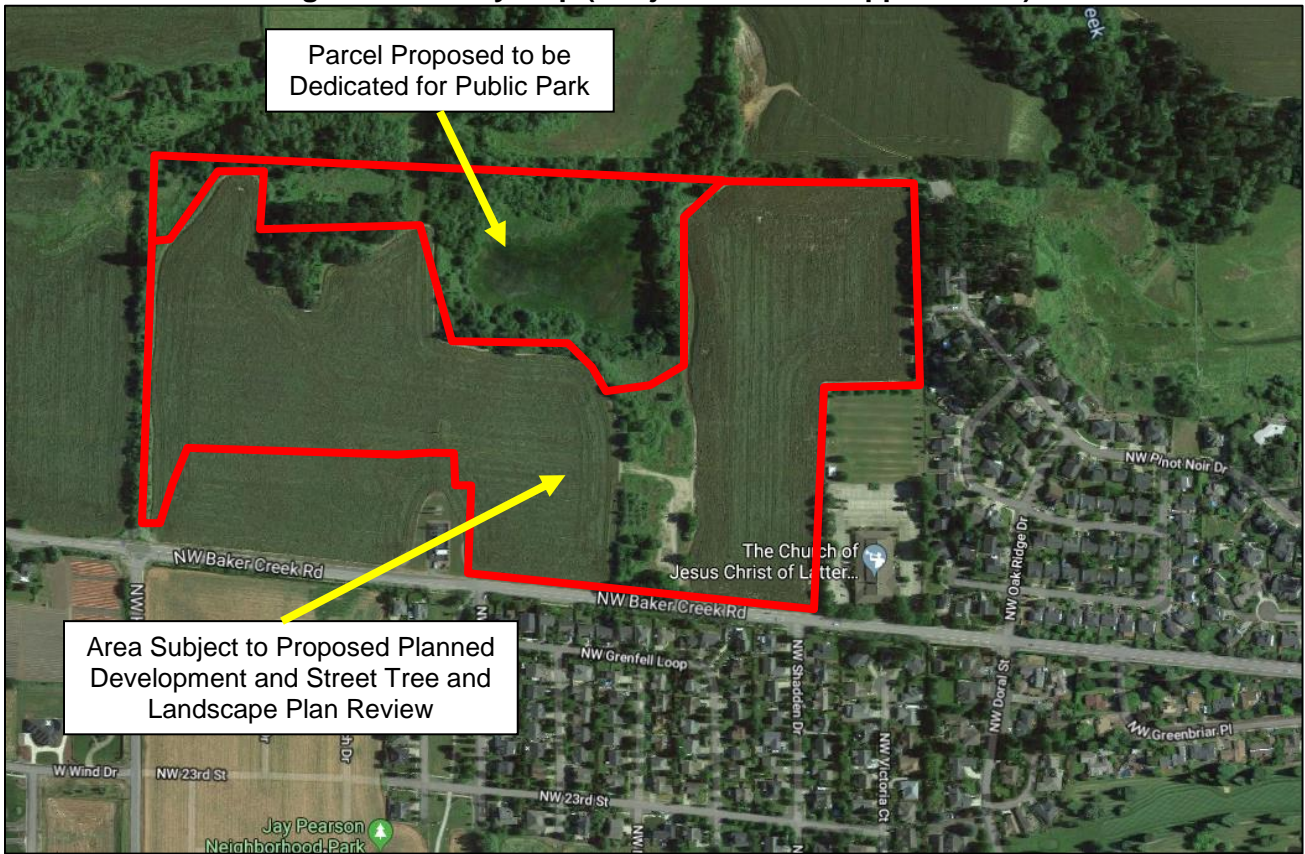 Parcel Proposed to be
Dedicated for Public Park
eek
NW Pinot Noir Dr
The Church of
Jesus Christ of Latter...
NW Oak Ridge Dr
NW Baker Creek Rd
NW Baker Creek Rd
Area Subject to Proposed Planned
Development and Street Tree and
Landscape Plan Review
NW Grenfell Loop
NW Shadden Dr
NW Doral St
NW Victoria Ct
NW Greenbriar Pl
W Wind Dr
NW 23rd St
NW 23rd St
Jay Pearson
Neighborhood Park